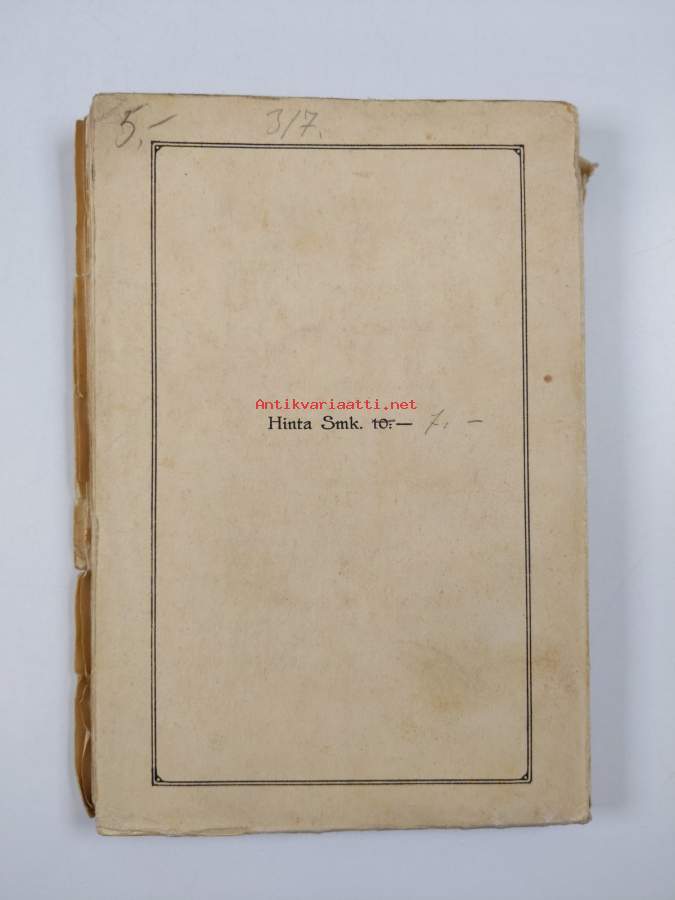 5,- 3/7.
Antikvariaatti.net
Hinta Smk. 10:— 7,-